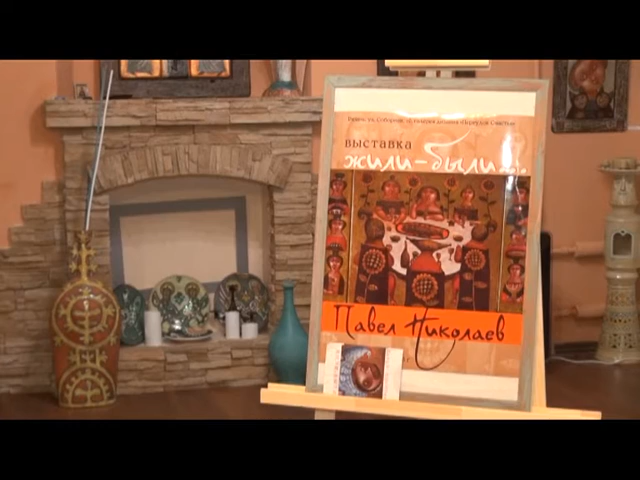 выставка
жили-были
Павел Николаев